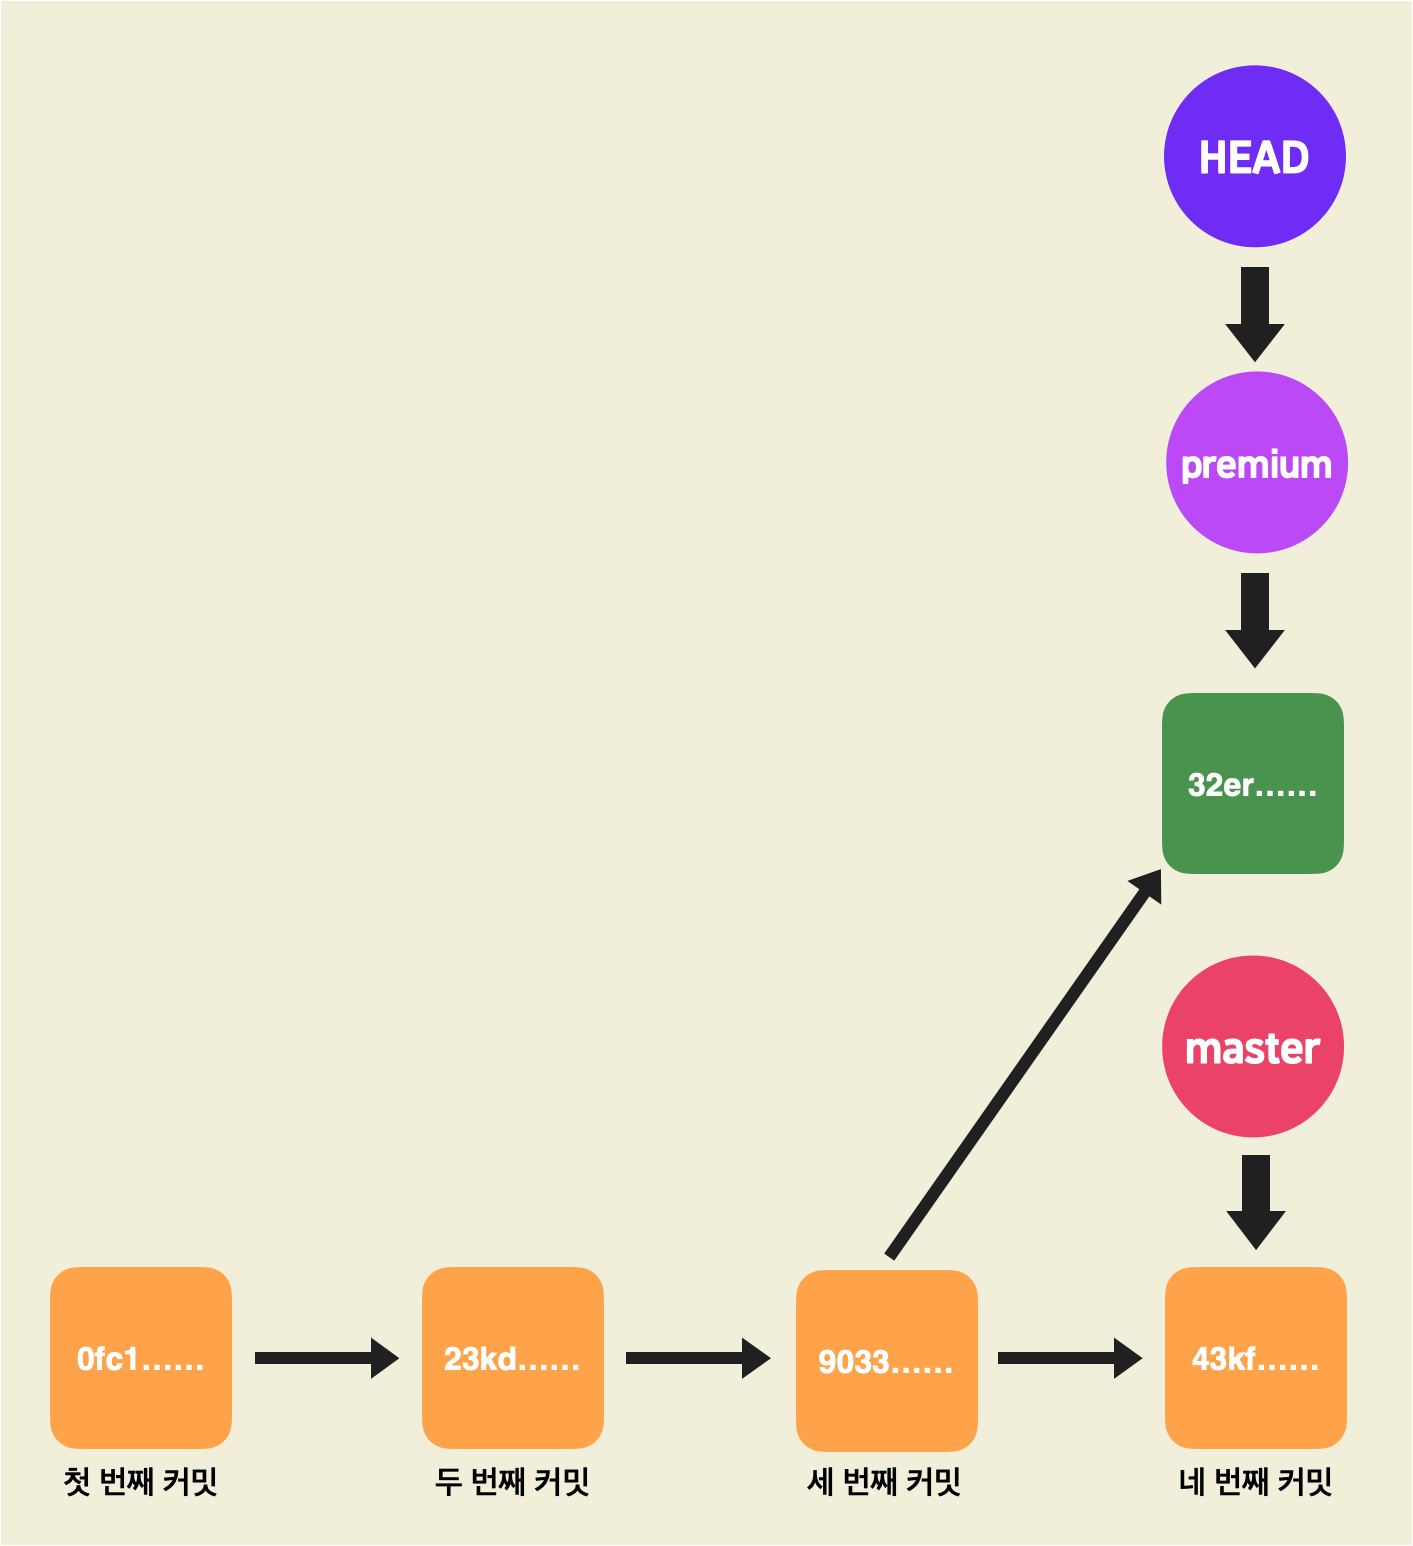 HEAD
premium
32er......
master
0fc1......
23kd......
9033......
43kf......
첫 번째 커밋
두 번째 커밋
세 번째 커밋
네 번째 커밋